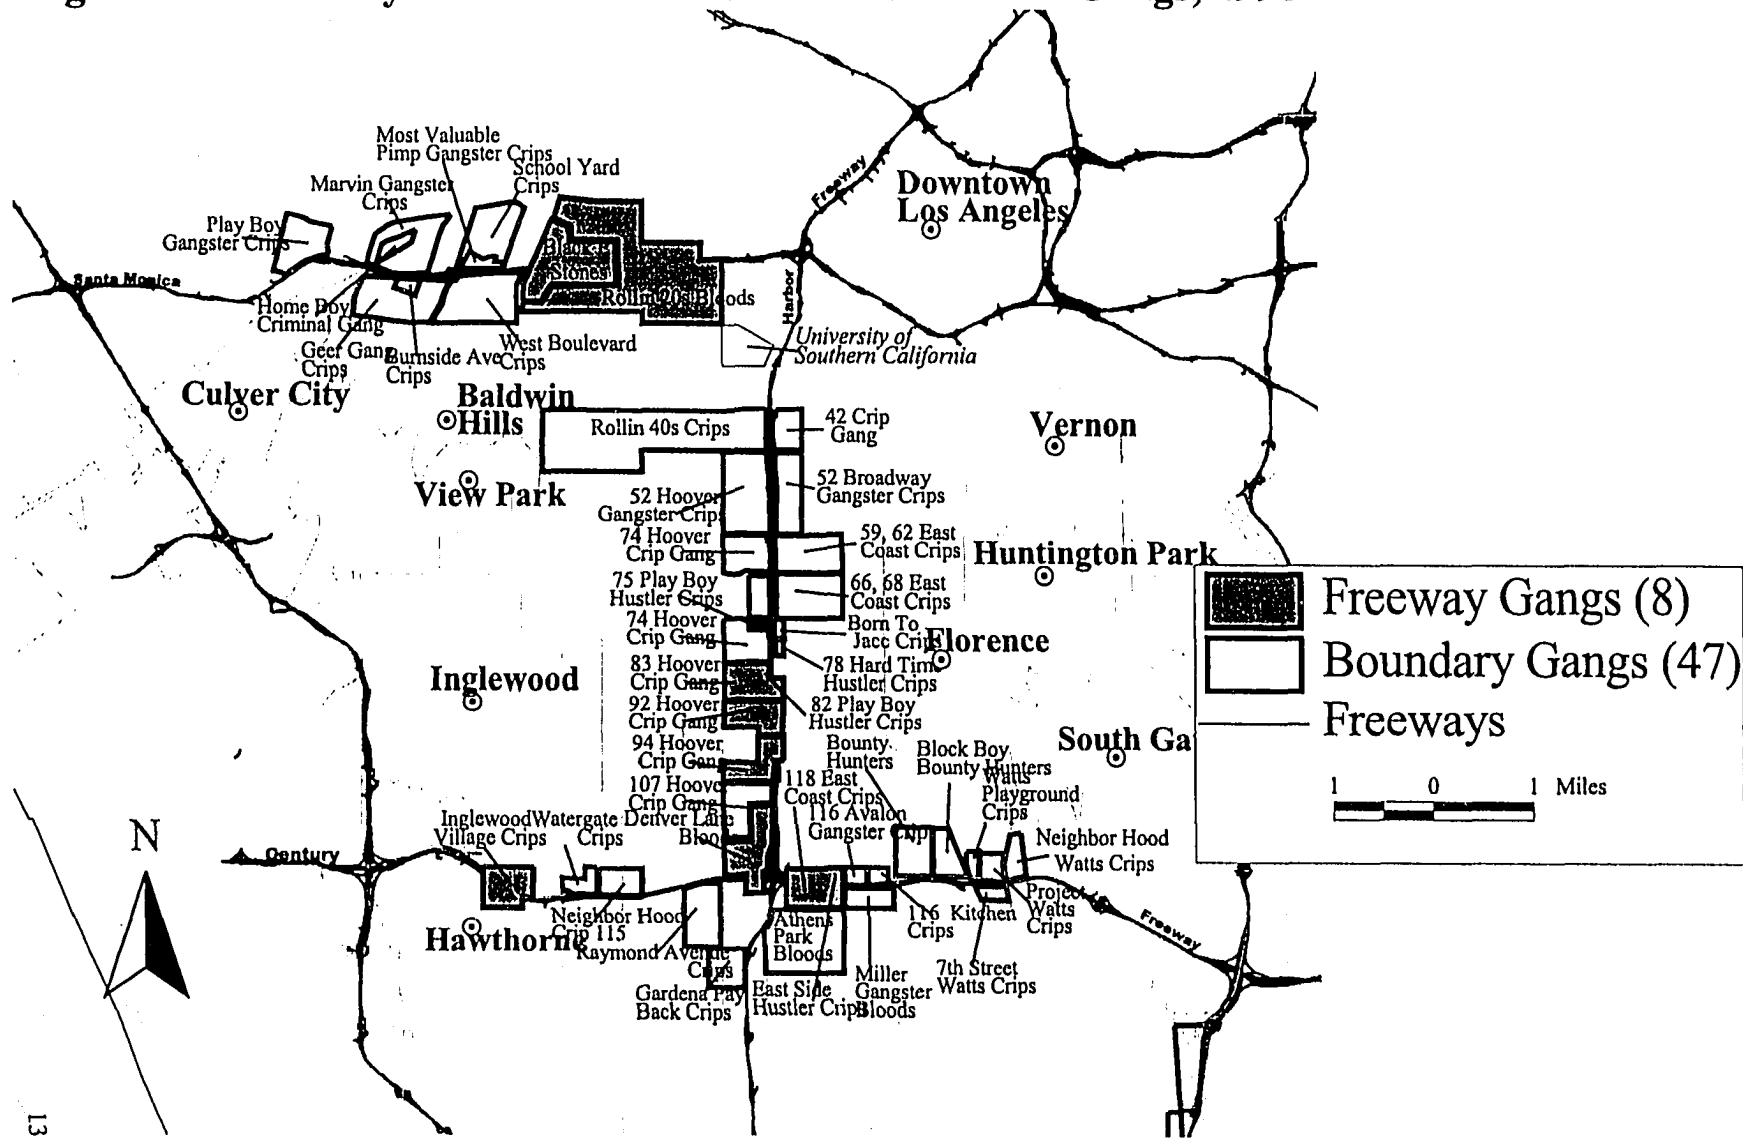 Most Valuable
Pimp Gangster Crips
School Yard
Crips
Marvin Gangster
Crips
Play Boy
Gangster Crips
Santa Monica
Black P
Stones
Rollin 20s Bloods
Home Boy
Criminal Gang
Geer Gang
Crips
Burnside Ave
Crips
West Boulevard
Crips
Freeway
Harbor
Downtown
Los Angeles
University of
Southern California
Culver City
Baldwin
Hills
View Park
Vernon
Rollin 40s Crips
42 Crip
Gang
52 Hoover
Gangster Crips
52 Broadway
Gangster Crips
74 Hoover
Crip Gang
59, 62 East
Coast Crips
Huntington Park
75 Play Boy
Hustler Crips
66, 68 East
Coast Crips
74 Hoover
Crip Gang
Born To
Jacc Crips
Florence
83 Hoover
Crip Gang
78 Hard Time
Hustler Crips
Inglewood
92 Hoover
Crip Gang
82 Play Boy
Hustler Crips
94 Hoover
Crip Gang
Bounty
Hunters
Block Boy
Bounty Hunters
South Ga
107 Hoover
Crip Gang
118 East
Coast Crips
Watts
Playground
Crips
116 Avalon
Gangster Crip
Inglewood
Village Crips
Watergate
Crips
Denver Lane
Bloods
Neighbor Hood
Watts Crips
Century
Neighbor Hood
Crip 115
Hawthorne
Raymond Avenue
Crips
Athens
Park
Bloods
116 Kitchen
Crips
Project
Watts
Crips
Freeway
7th Street
Watts Crips
Gardena Pay
Back Crips
East Side
Hustler Crips
Miller
Gangster
Bloods
Freeway Gangs (8)
Boundary Gangs (47)
Freeways
1 0 1 Miles
N
13